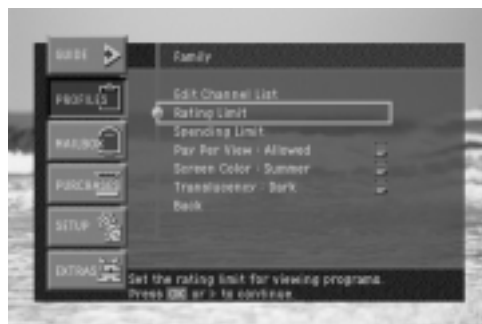 GUIDE
PROFILES
MAILBOX
PURCHASES
SETUP
EXTRAS
Family
Edit Channel List
Rating Limit
Spending Limit
Pay Per View : Allowed
Screen Color : Summer
Translucency : Dark
Back
Set the rating limit for viewing programs.
Press OK or > to continue.